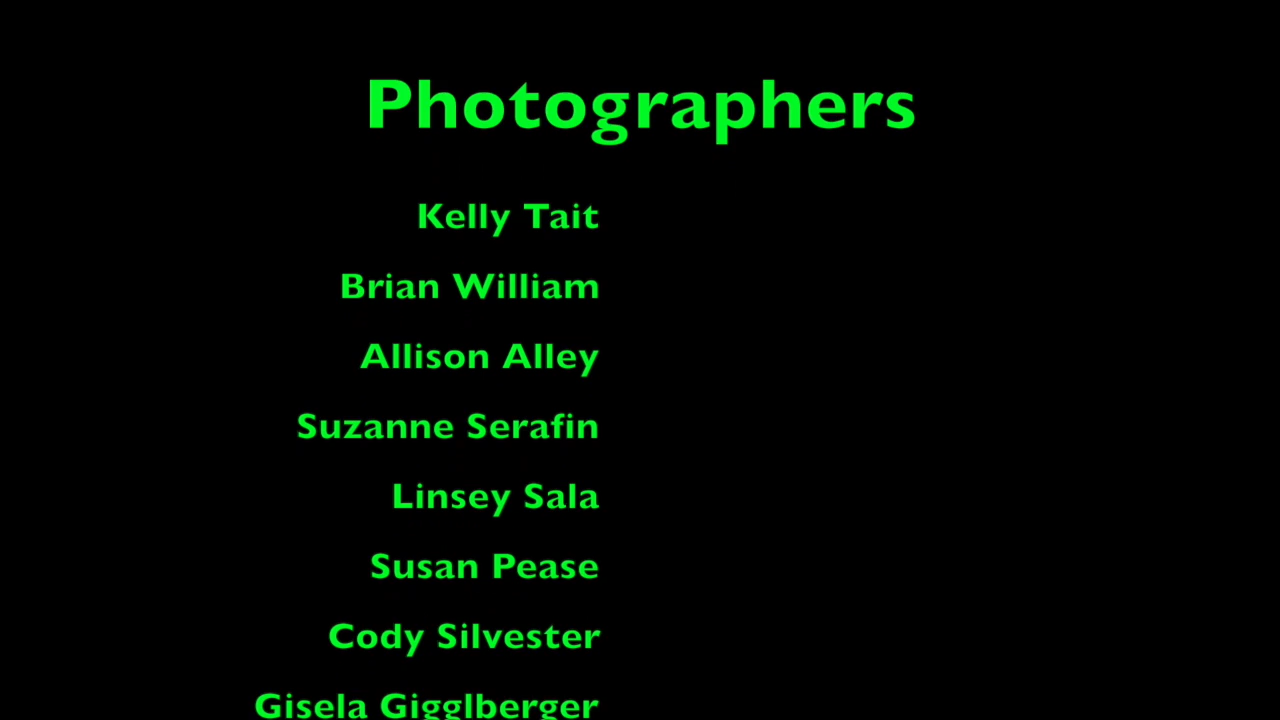 Photographers
Kelly Tait
Brian William
Allison Alley
Suzanne Serafin
Linsey Sala
Susan Pease
Cody Silvester
Gisela Gigglberger